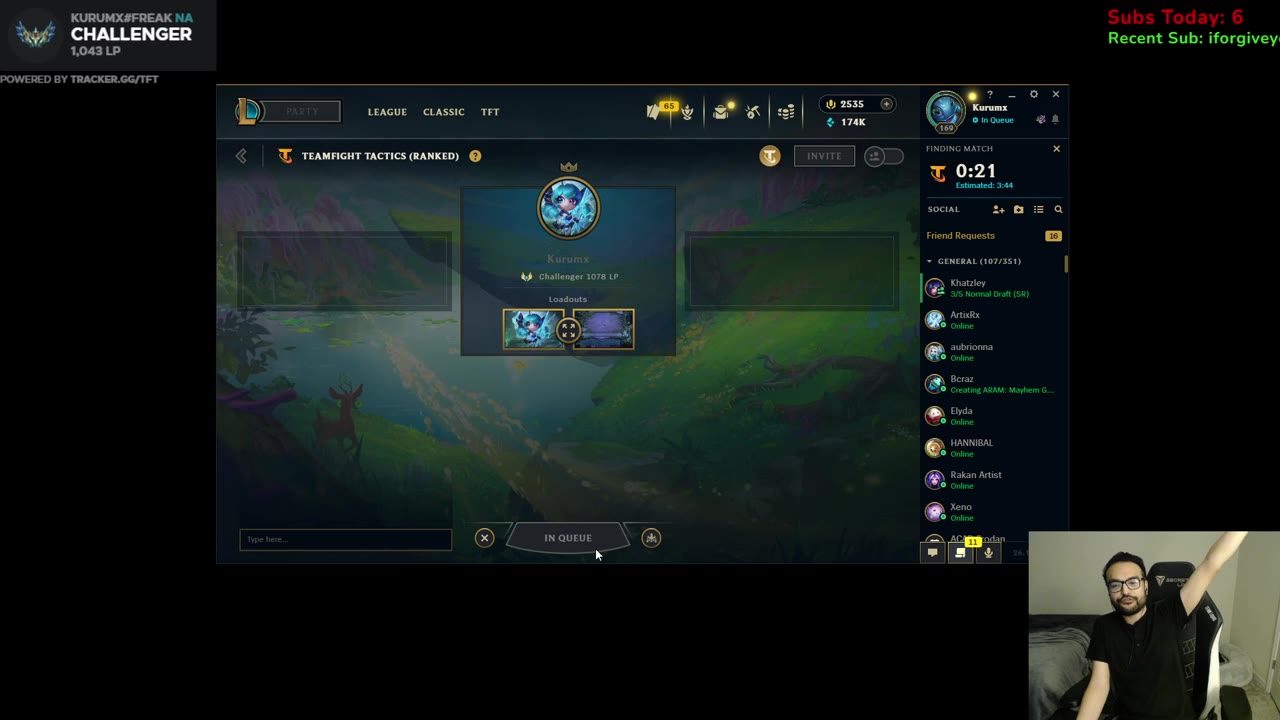 KURUMX#FREAK NA
CHALLENGER
1,043 LP
POWERED BY TRACKER.GG/TFT
Subs Today: 6
Recent Sub: iforgivey
PARTY
LEAGUE
CLASSIC
TFT
65
2535
174K
169
Kurumx
In Queue
TEAMFIGHT TACTICS (RANKED)
INVITE
FINDING MATCH
0:21
Estimated: 3:44
SOCIAL
Friend Requests
16
GENERAL (107/351)
Khatzley
3/5 Normal Draft (SR)
ArtixRx
Online
aubrionna
Online
Bcraz
Creating ARAM: Mayhem G...
Elyda
Online
HANNIBAL
Online
Rakan Artist
Online
Xeno
Online
11
Kurumx
Challenger 1078 LP
Loadouts
Type here...
IN QUEUE